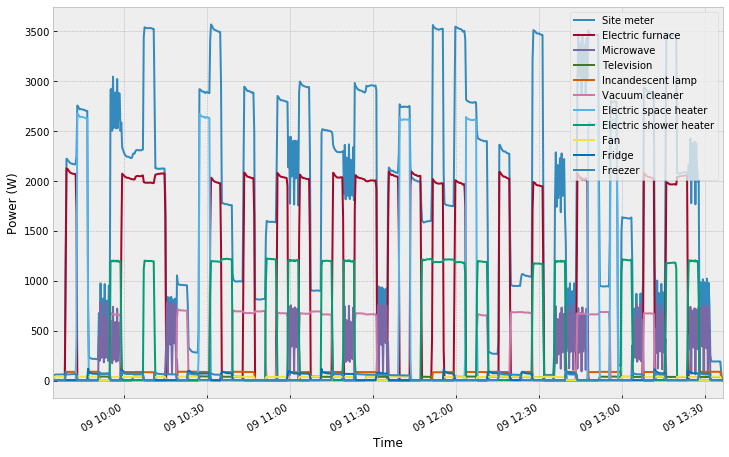 Site meter
Electric furnace
Microwave
Television
Incandescent lamp
Vacuum cleaner
Electric space heater
Electric shower heater
Fan
Fridge
Freezer
Power (W)
3500
3000
2500
2000
1500
1000
500
0
09 10:00
09 10:30
09 11:00
09 11:30
09 12:00
09 12:30
09 13:00
09 13:30
Time